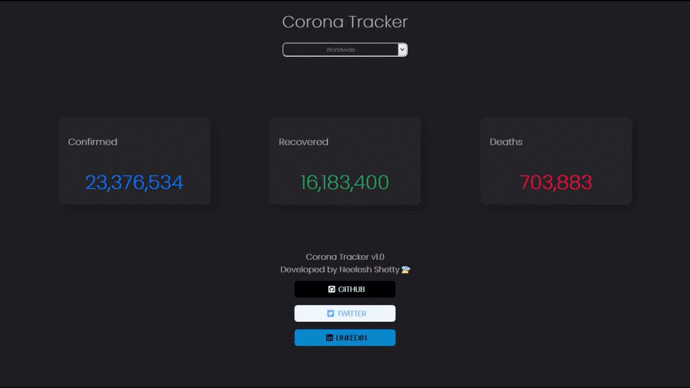 Corona Tracker
Worldwide
Confirmed
23,376,534
Recovered
16,183,400
Deaths
703,883
Corona Tracker v1.0
Developed by Neelesh Shetty
GITHUB
TWITTER
LINKEDIN